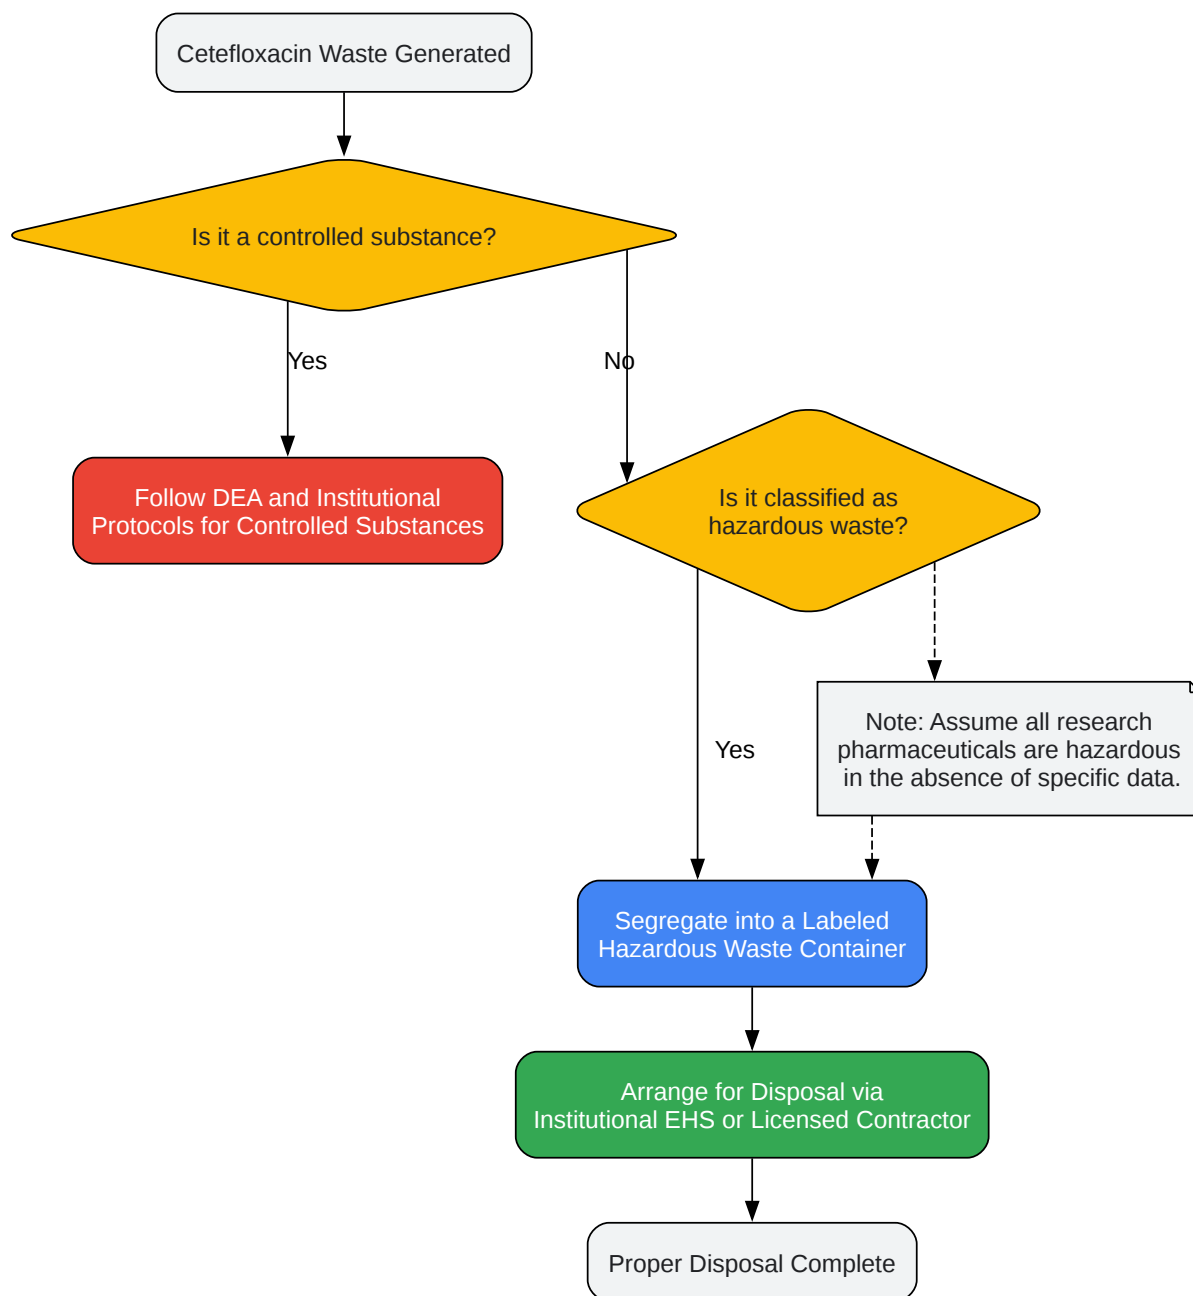 Cetefloxacin Waste Generated
Is it a controlled substance?
Yes
No
Follow DEA and Institutional
Protocols for Controlled Substances
Is it classified as
hazardous waste?
Yes
Note: Assume all research
pharmaceuticals are hazardous
in the absence of specific data.
Segregate into a Labeled
Hazardous Waste Container
Arrange for Disposal via
Institutional EHS or Licensed Contractor
Proper Disposal Complete